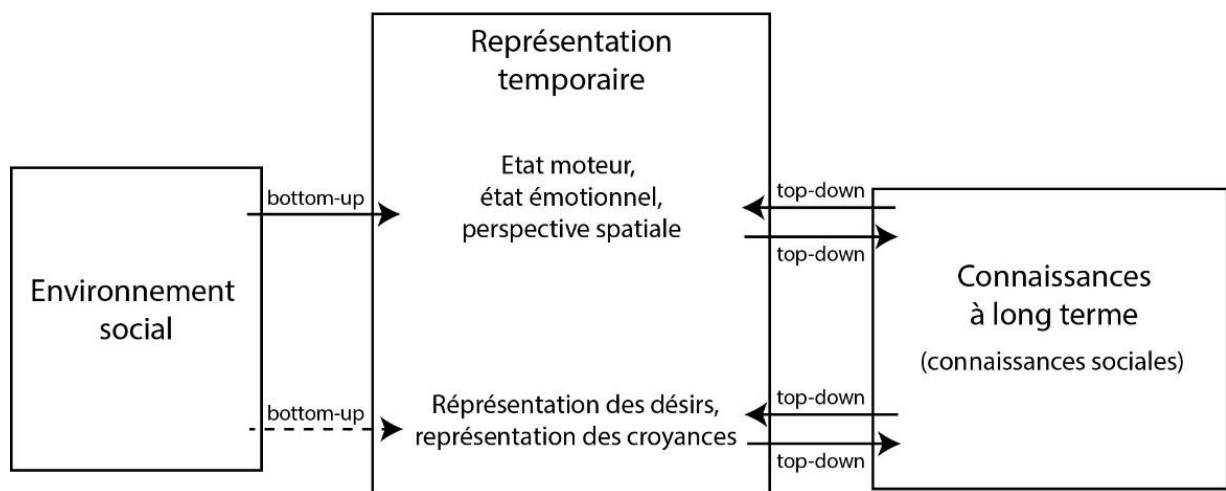 Représentation
temporaire
Etat moteur,
état émotionnel,
perspective spatiale
bottom-up
top-down
top-down
Environnement
social
Connaissances
à long terme
(connaissances sociales)
bottom-up
Réprésentation des désirs,
représentation des croyances
top-down
top-down